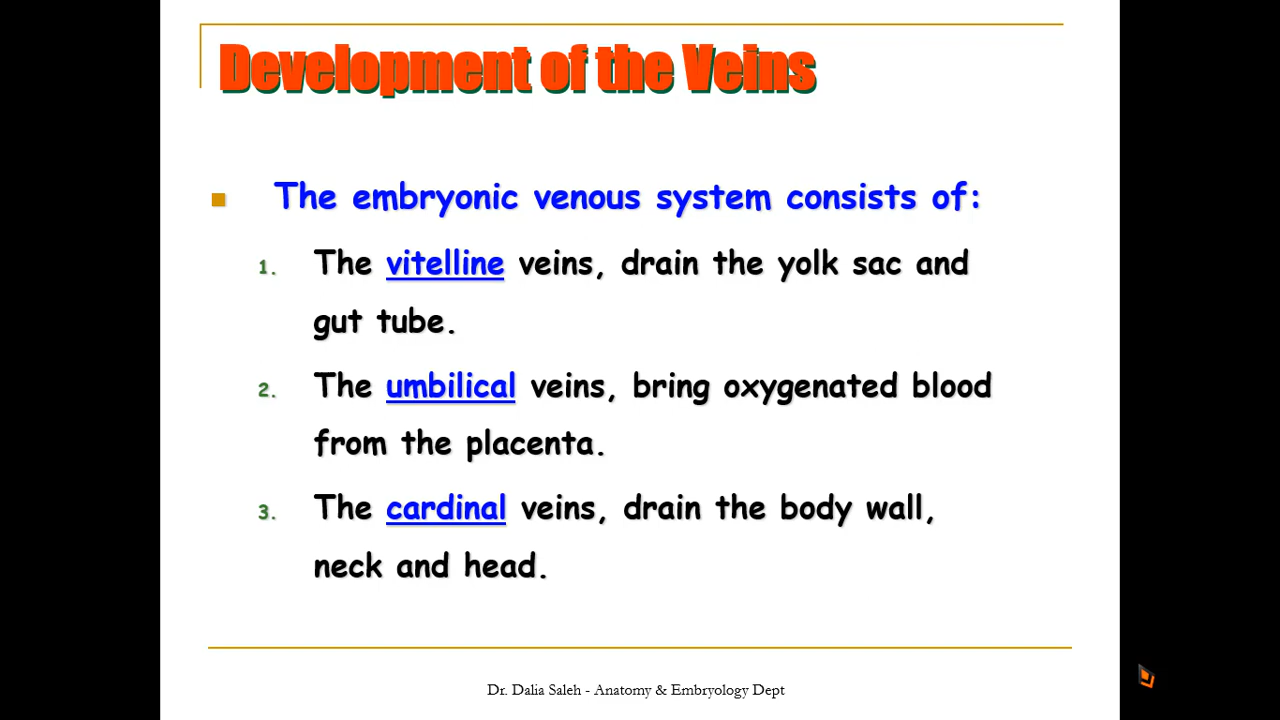 Development of the Veins
The embryonic venous system consists of:
1. The vitelline veins, drain the yolk sac and
gut tube.
2. The umbilical veins, bring oxygenated blood
from the placenta.
3. The cardinal veins, drain the body wall,
neck and head.
Dr. Dalia Saleh - Anatomy & Embryology Dept